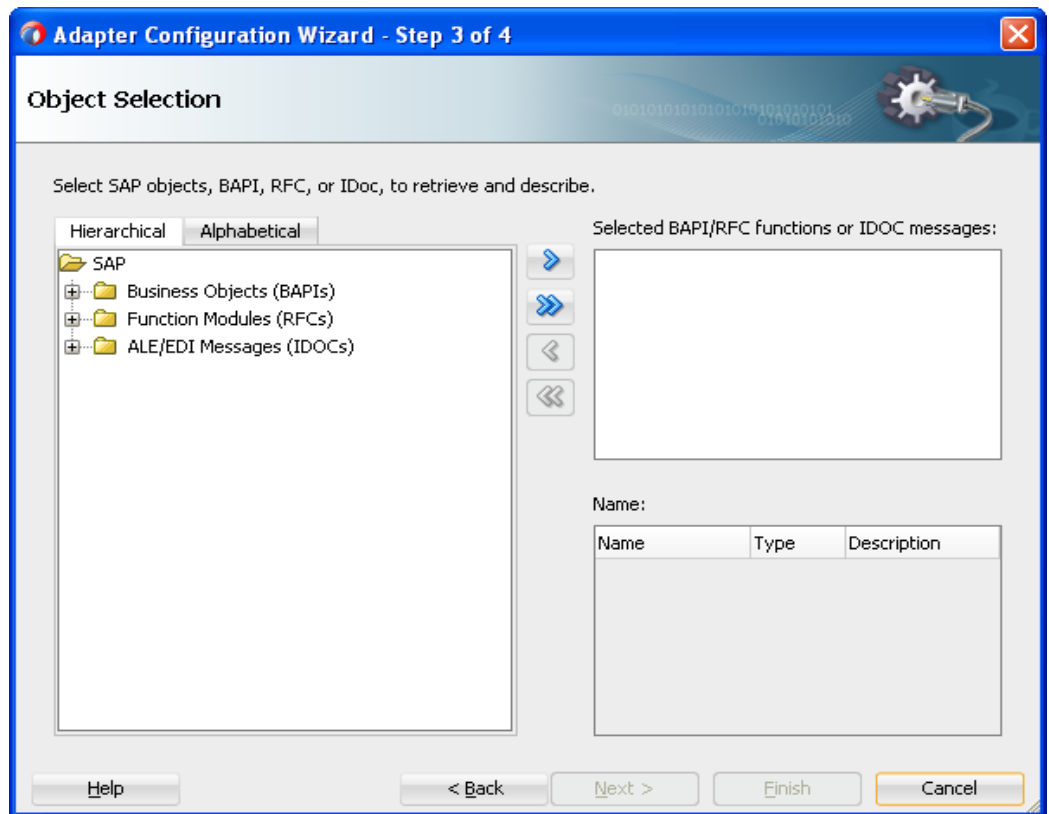 Adapter Configuration Wizard - Step 3 of 4
Object Selection
Select SAP objects, BAPI, RFC, or IDoc, to retrieve and describe.
Hierarchical Alphabetical
Selected BAPI/RFC functions or IDOC messages:
SAP
Business Objects (BAPIs)
Function Modules (RFCs)
ALE/EDI Messages (IDOCs)
Name:
Name Type Description
Help < Back Next > Finish Cancel